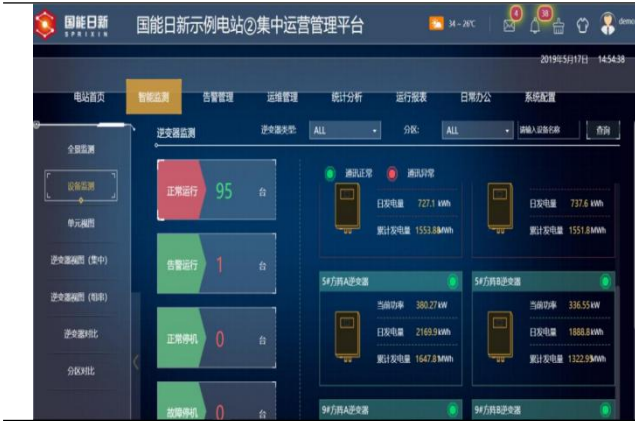 国能日新
SPRIXIN
国能日新示例电站②集中运营管理平台
34 ~ 26℃
4
38
demo
2019年5月17日 14:54:38
电站首页 智能监测 告警管理 运维管理 统计分析 运行报表 日常办公 系统配置
全景监测
设备监测
单元视图
逆变器视图（集中）
逆变器视图（组串）
逆变器对比
分区对比
逆变器监测
逆变器类型: ALL 分区: ALL 请输入设备名称 查询
正常运行 95 台
告警运行 1 台
正常停机 0 台
故障停机 0 台
通讯正常 通讯异常
日发电量 727.1 kWh
累计发电量 1553.88MWh
日发电量 737.6 kWh
累计发电量 1551.8MWh
5#方阵A逆变器
当前功率 380.27 kW
日发电量 2169.9 kWh
累计发电量 1647.8MWh
5#方阵B逆变器
当前功率 336.55 kW
日发电量 1888.8 kWh
累计发电量 1322.99MWh
9#方阵A逆变器
9#方阵B逆变器